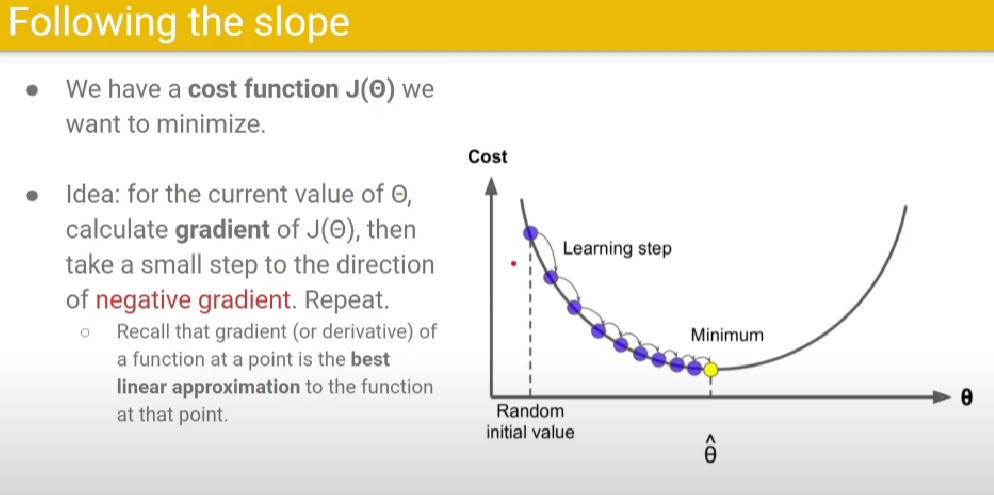 Following the slope
● We have a cost function J(Θ) we
want to minimize.
● Idea: for the current value of Θ,
calculate gradient of J(Θ), then
take a small step to the direction
of negative gradient. Repeat.
○ Recall that gradient (or derivative) of
a function at a point is the best
linear approximation to the function
at that point.
Cost
Learning step
Minimum
Random
initial value
θ
θ̂